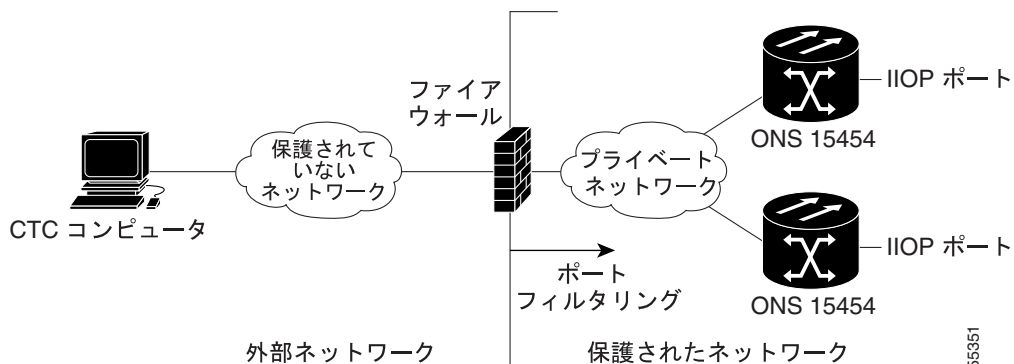 ファイア
ウォール
IIOP ポート
ONS 15454
保護されて
いない
ネットワーク
プライベート
ネットワーク
CTC コンピュータ
IIOP ポート
ONS 15454
ポート
フィルタリング
外部ネットワーク
保護されたネットワーク
55351